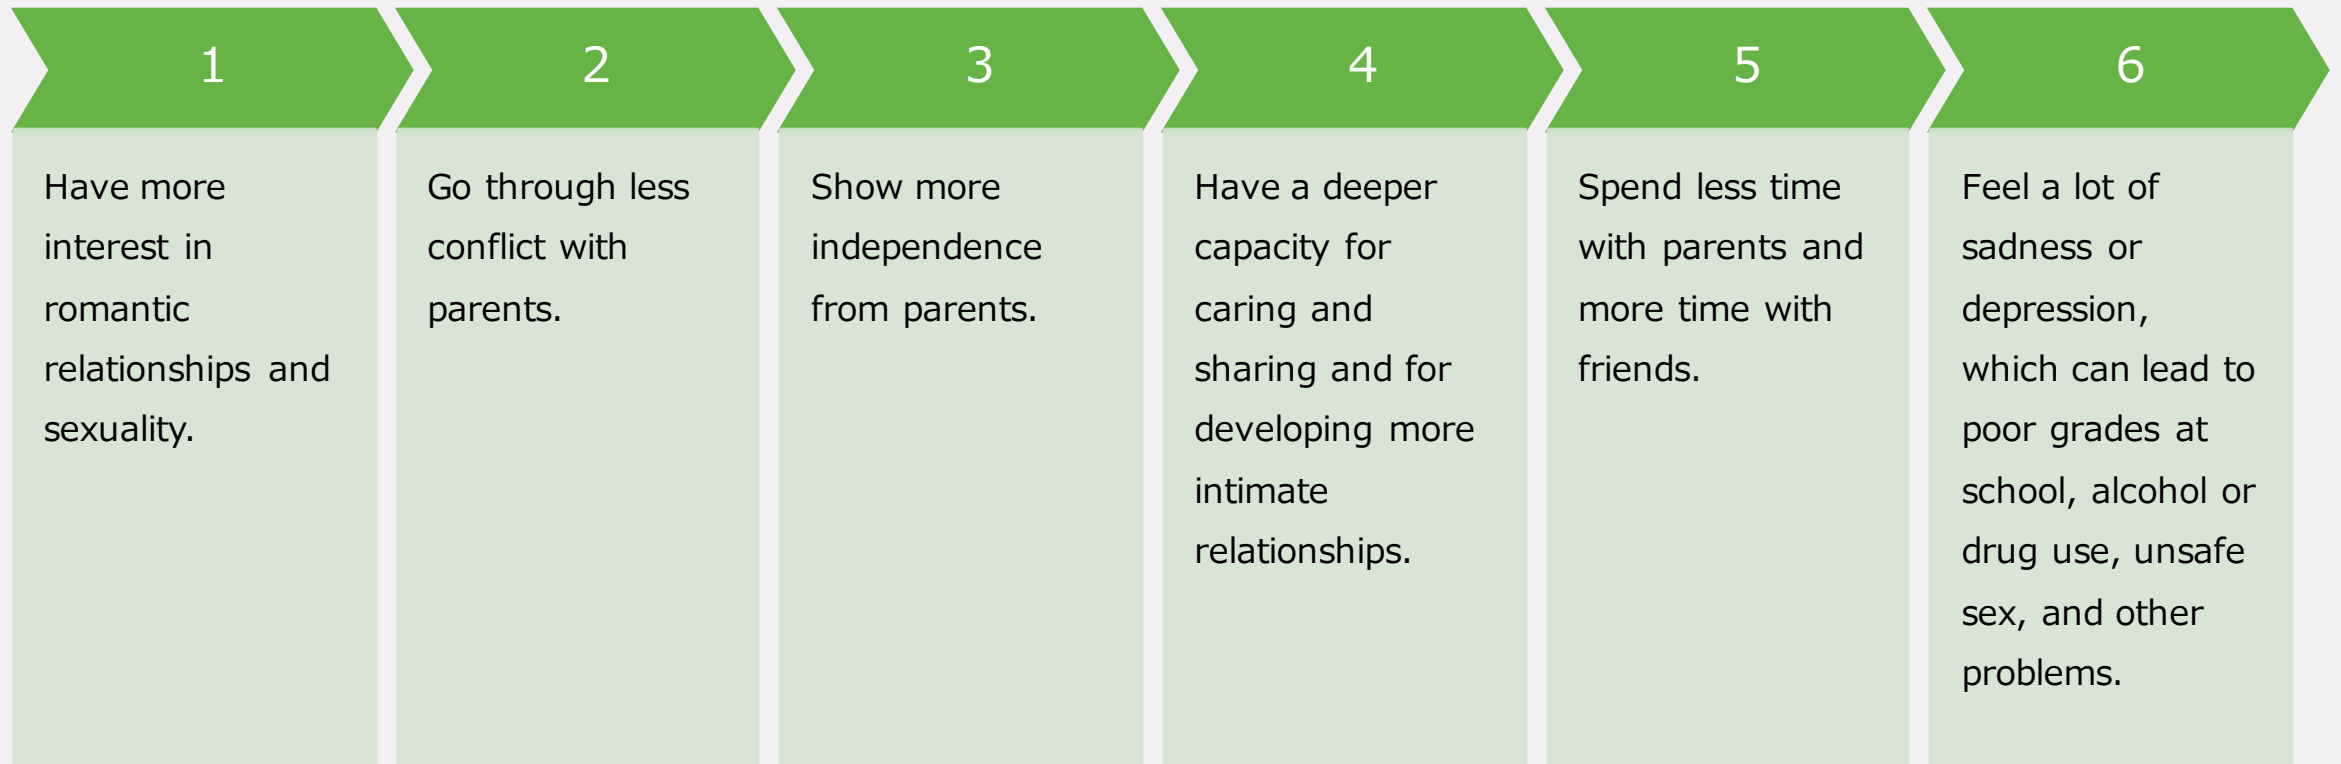 1
Have more
interest in
romantic
relationships and
sexuality.
2
Go through less
conflict with
parents.
3
Show more
independence
from parents.
4
Have a deeper
capacity for
caring and
sharing and for
developing more
intimate
relationships.
5
Spend less time
with parents and
more time with
friends.
6
Feel a lot of
sadness or
depression,
which can lead to
poor grades at
school, alcohol or
drug use, unsafe
sex, and other
problems.